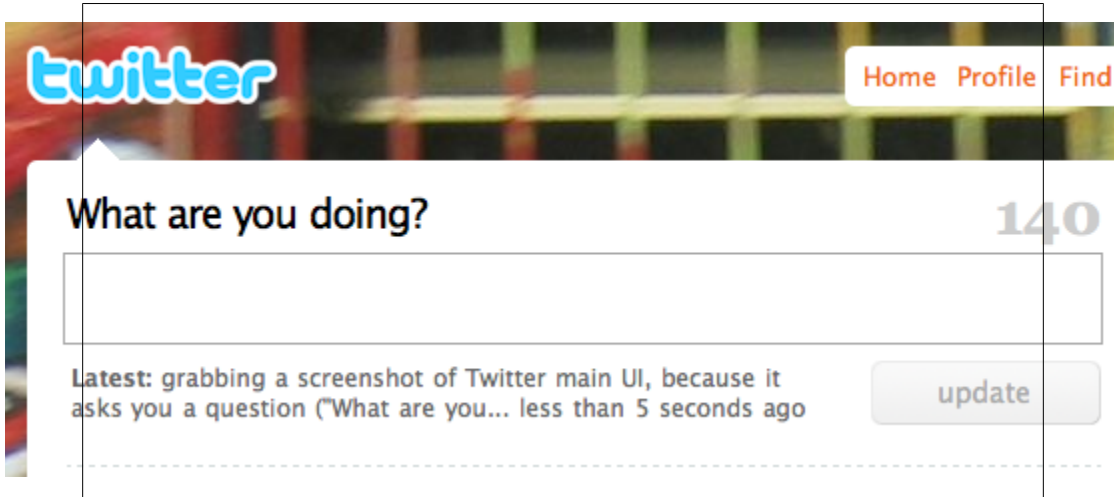 twitter
Home Profile Find
What are you doing?
140
Latest: grabbing a screenshot of Twitter main UI, because it
asks you a question ("What are you... less than 5 seconds ago
update